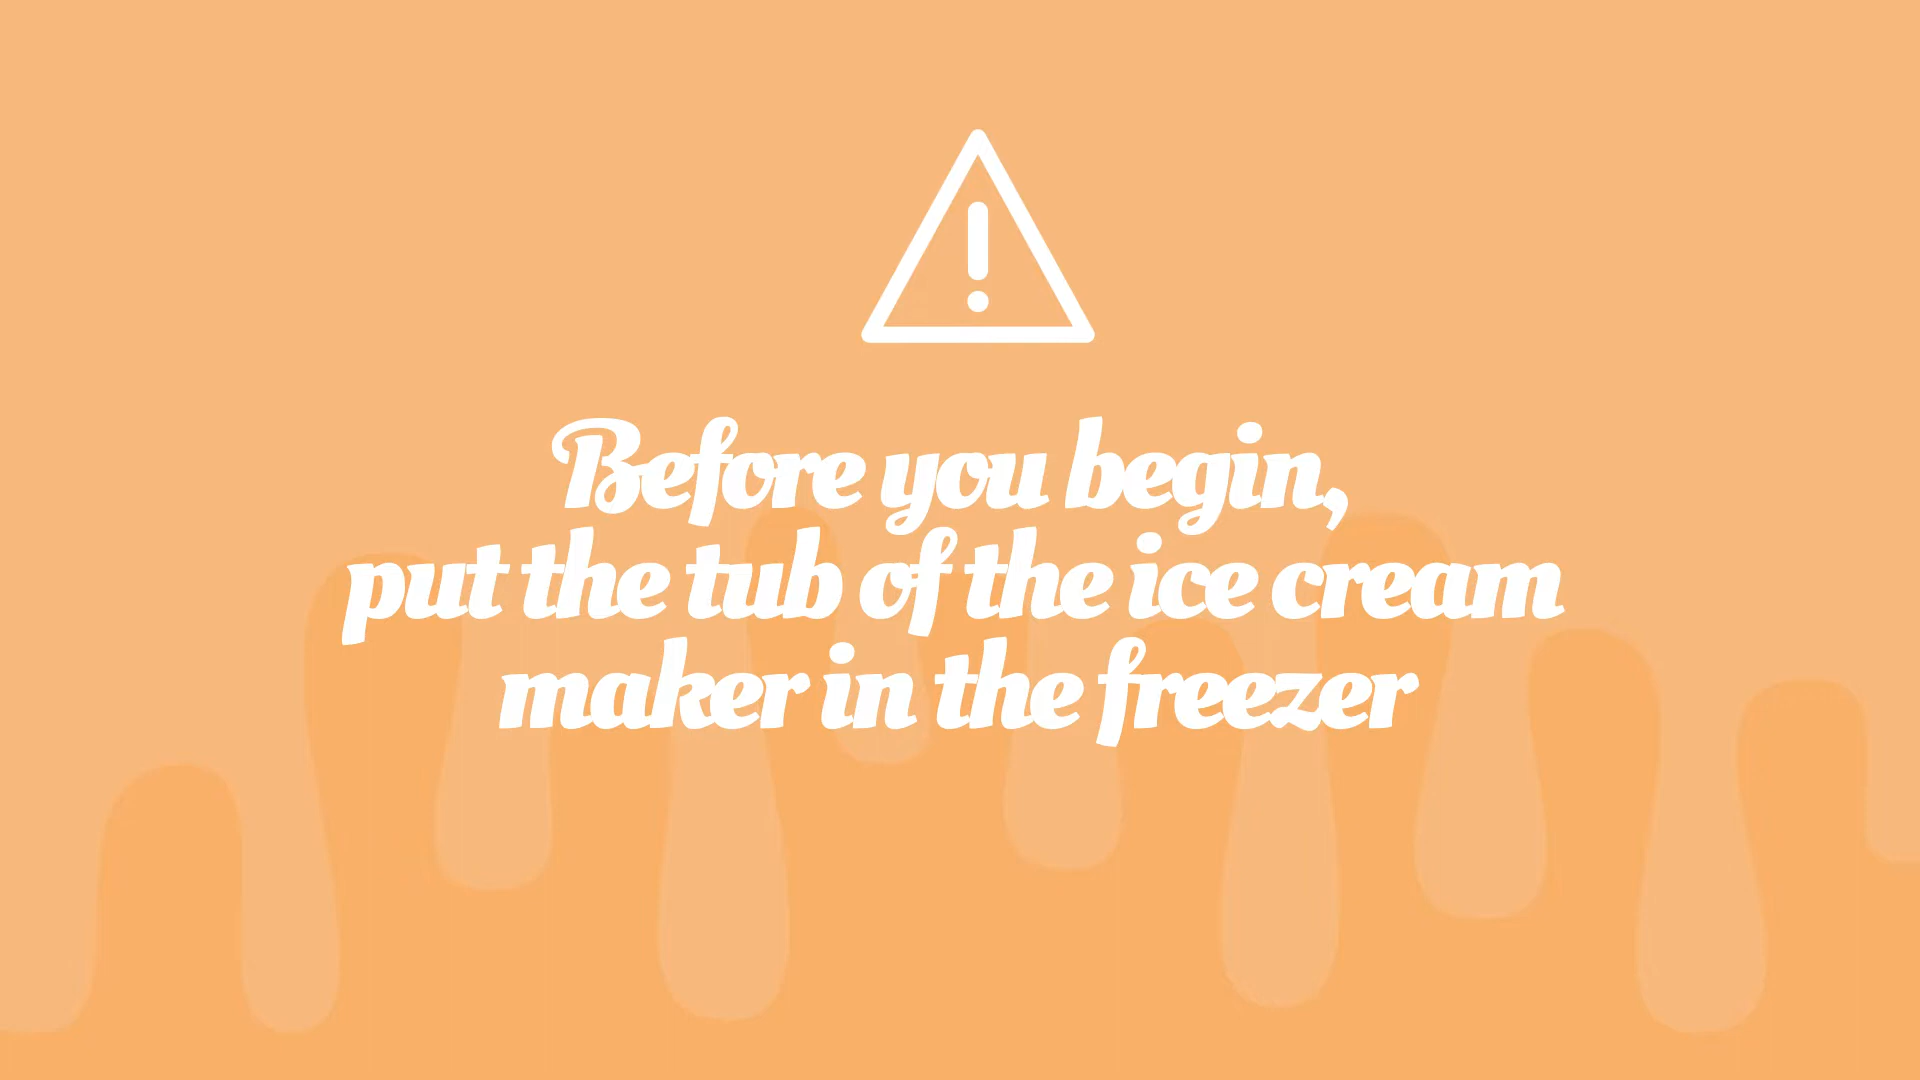 Before you begin,
put the tub of the ice cream
maker in the freezer